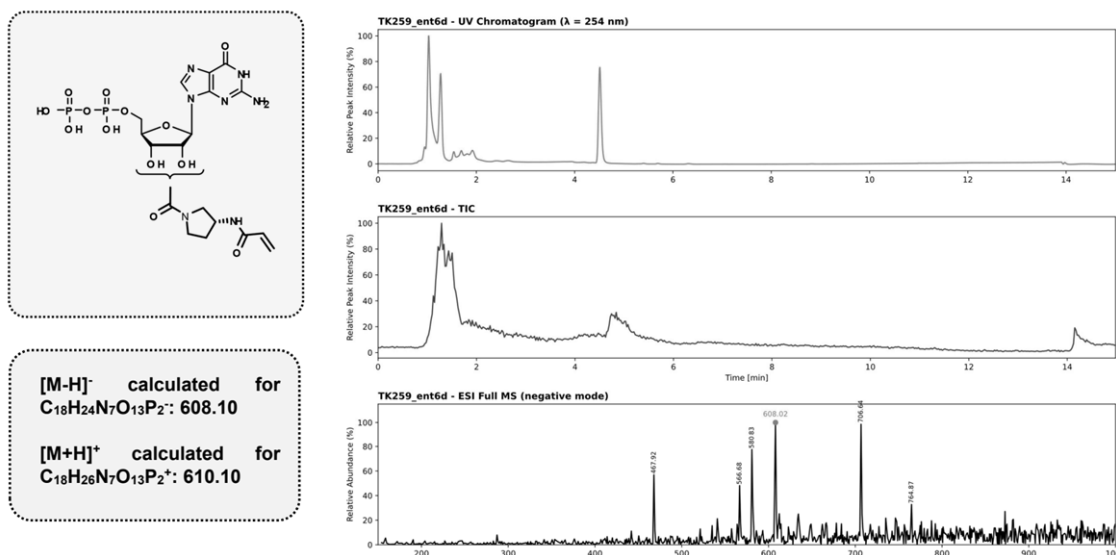 O
N
NH
N
N
NH₂
O
O
HO
P
O
P
O
O
OH
OH
OH
OH
O
N
NH
O
[M-H]⁻ calculated for
C₁₈H₂₄N₇O₁₃P₂⁻: 608.10
[M+H]⁺ calculated for
C₁₈H₂₆N₇O₁₃P₂⁺: 610.10
TK259_ent6d - UV Chromatogram (λ = 254 nm)
Relative Peak Intensity (%)
100
80
60
40
20
0
0 2 4 6 8 10 12 14
TK259_ent6d - TIC
Relative Peak Intensity (%)
100
80
60
40
20
0
0 2 4 6 8 10 12 14
Time [min]
TK259_ent6d - ESI Full MS (negative mode)
Relative Abundance (%)
100
80
60
40
20
0
467.92
566.68
580.83
608.02
706.64
764.87
200 300 400 500 600 700 800 900